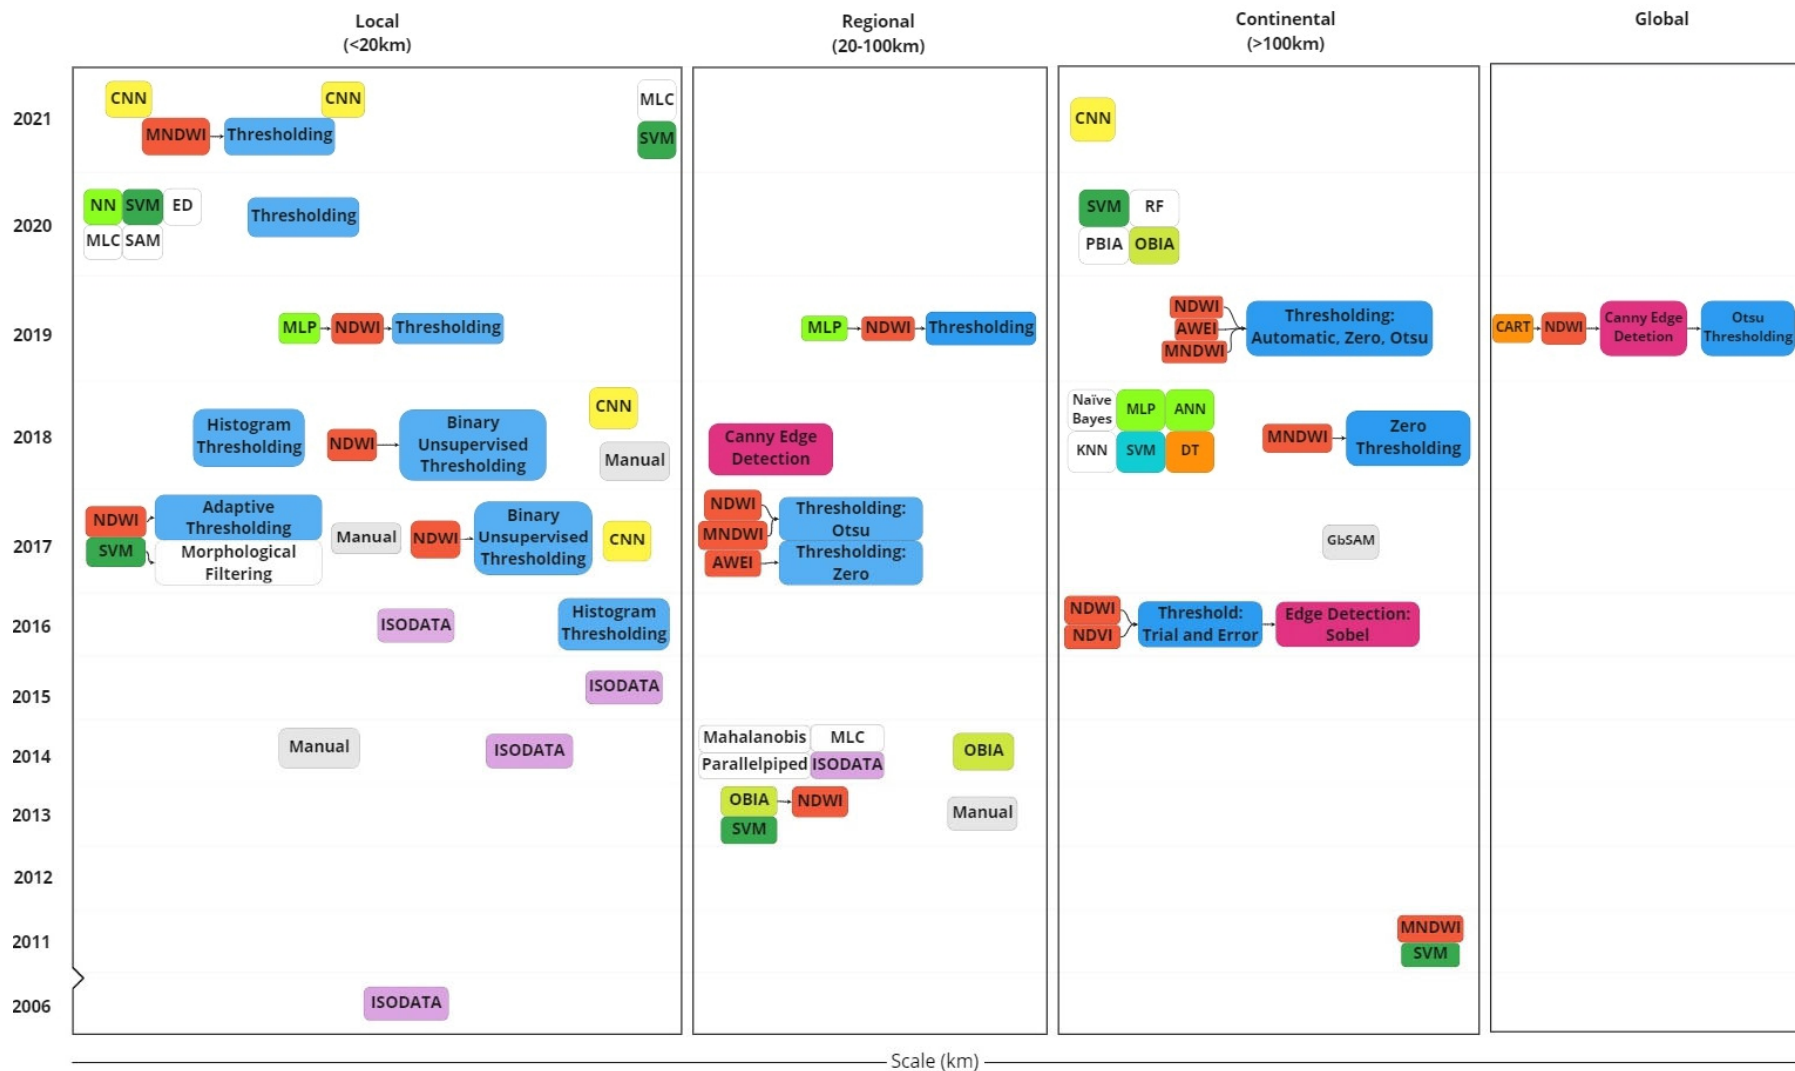 Local
(<20km)
Regional
(20-100km)
Continental
(>100km)
Global
2021
CNN
CNN
MNDWI
Thresholding
MLC
SVM
CNN
2020
NN
SVM
ED
MLC
SAM
Thresholding
SVM
RF
PBIA
OBIA
2019
MLP
NDWI
Thresholding
MLP
NDWI
Thresholding
NDWI
AWEI
MNDWI
Thresholding:
Automatic, Zero, Otsu
CART
NDWI
Canny Edge
Detetion
Otsu
Thresholding
2018
Histogram
Thresholding
NDWI
Binary
Unsupervised
Thresholding
CNN
Manual
Canny Edge
Detection
Naïve
Bayes
MLP
ANN
KNN
SVM
DT
MNDWI
Zero
Thresholding
2017
NDWI
SVM
Adaptive
Thresholding
Morphological
Filtering
Manual
NDWI
Binary
Unsupervised
Thresholding
CNN
NDWI
MNDWI
AWEI
Thresholding:
Otsu
Thresholding:
Zero
GbSAM
2016
ISODATA
Histogram
Thresholding
NDWI
NDVI
Threshold:
Trial and Error
Edge Detection:
Sobel
2015
ISODATA
2014
Manual
ISODATA
Mahalanobis
MLC
Parallelpiped
ISODATA
OBIA
2013
OBIA
NDWI
SVM
Manual
2012
2011
MNDWI
SVM
2006
ISODATA
Scale (km)